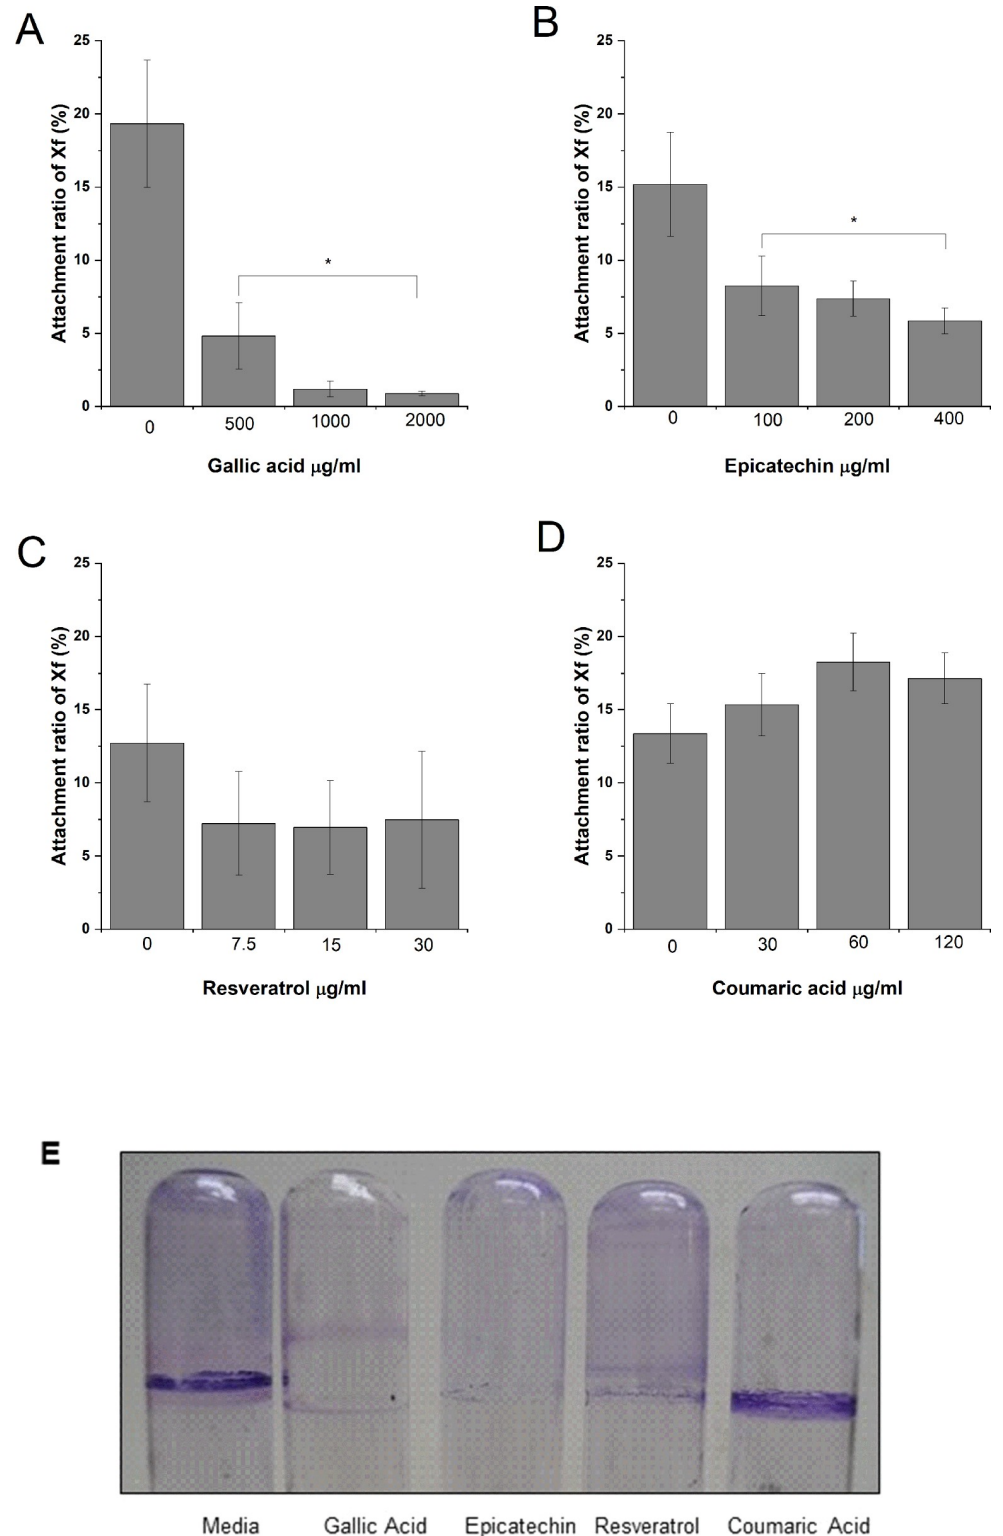 A
B
25
20
15
10
5
0
Attachment ratio of Xf (%)
*
0 500 1000 2000
Gallic acid µg/ml
25
20
15
10
5
0
Attachment ratio of Xf (%)
*
0 100 200 400
Epicatechin µg/ml
C
D
25
20
15
10
5
0
Attachment ratio of Xf (%)
0 7.5 15 30
Resveratrol µg/ml
25
20
15
10
5
0
Attachment ratio of Xf (%)
0 30 60 120
Coumaric acid µg/ml
E
Media Gallic Acid Epicatechin Resveratrol Coumaric Acid